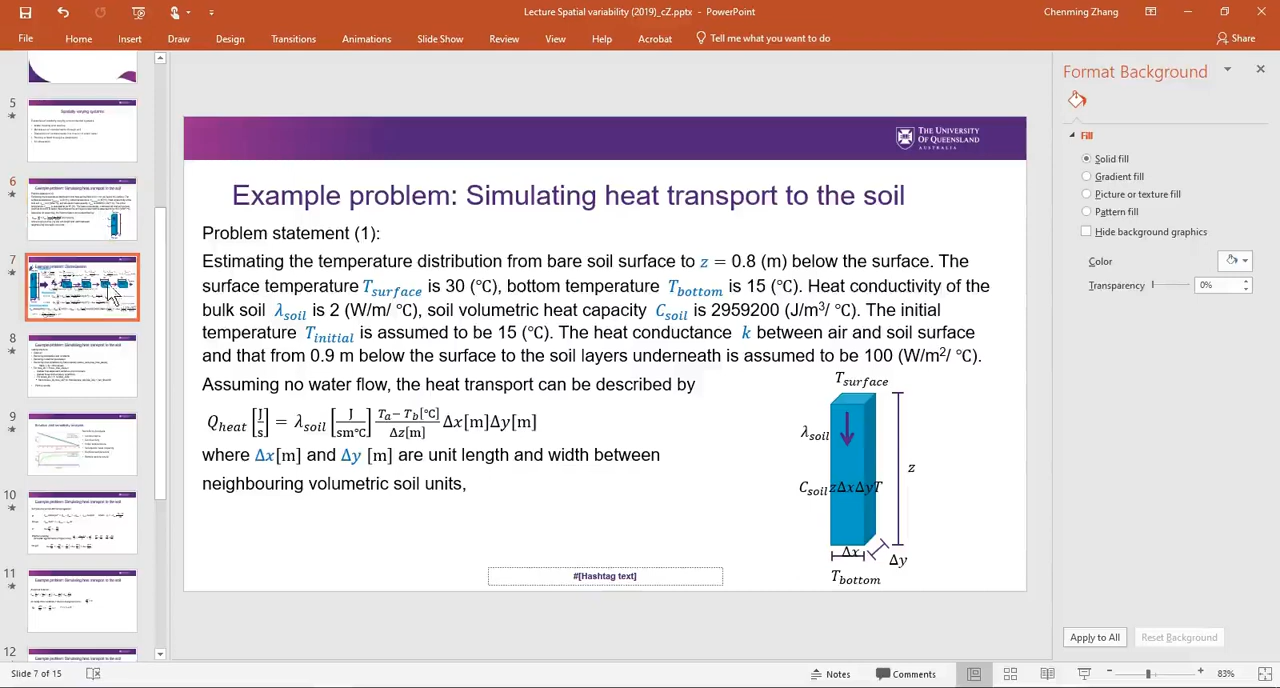 Lecture Spatial variability (2019)_cZ.pptx - PowerPoint
Chenming Zhang
File Home Insert Draw Design Transitions Animations Slide Show Review View Help Acrobat Tell me what you want to do Share
5
Spatially varying systems
6
7
8
9
10
11
12
THE UNIVERSITY
OF QUEENSLAND
AUSTRALIA
Example problem: Simulating heat transport to the soil
Problem statement (1):
Estimating the temperature distribution from bare soil surface to z = 0.8 (m) below the surface. The
surface temperature T_surface is 30 (°C), bottom temperature T_bottom is 15 (°C). Heat conductivity of the
bulk soil λ_soil is 2 (W/m/ °C), soil volumetric heat capacity C_soil is 2959200 (J/m³/ °C). The initial
temperature T_initial is assumed to be 15 (°C). The heat conductance k between air and soil surface
and that from 0.9 m below the surface to the soil layers underneath is assumed to be 100 (W/m²/ °C).
Assuming no water flow, the heat transport can be described by
Q_heat [J/s] = λ_soil [J/sm°C] T_a− T_b[°C]/Δz[m] Δx[m]Δy[m]
where Δx[m] and Δy [m] are unit length and width between
neighbouring volumetric soil units,
T_surface
λ_soil
z
C_soil zΔxΔyT
Δx
Δy
T_bottom
#[Hashtag text]
Format Background
Fill
Solid fill
Gradient fill
Picture or texture fill
Pattern fill
Hide background graphics
Color
Transparency 0%
Apply to All Reset Background
Slide 7 of 15
Notes Comments 83%